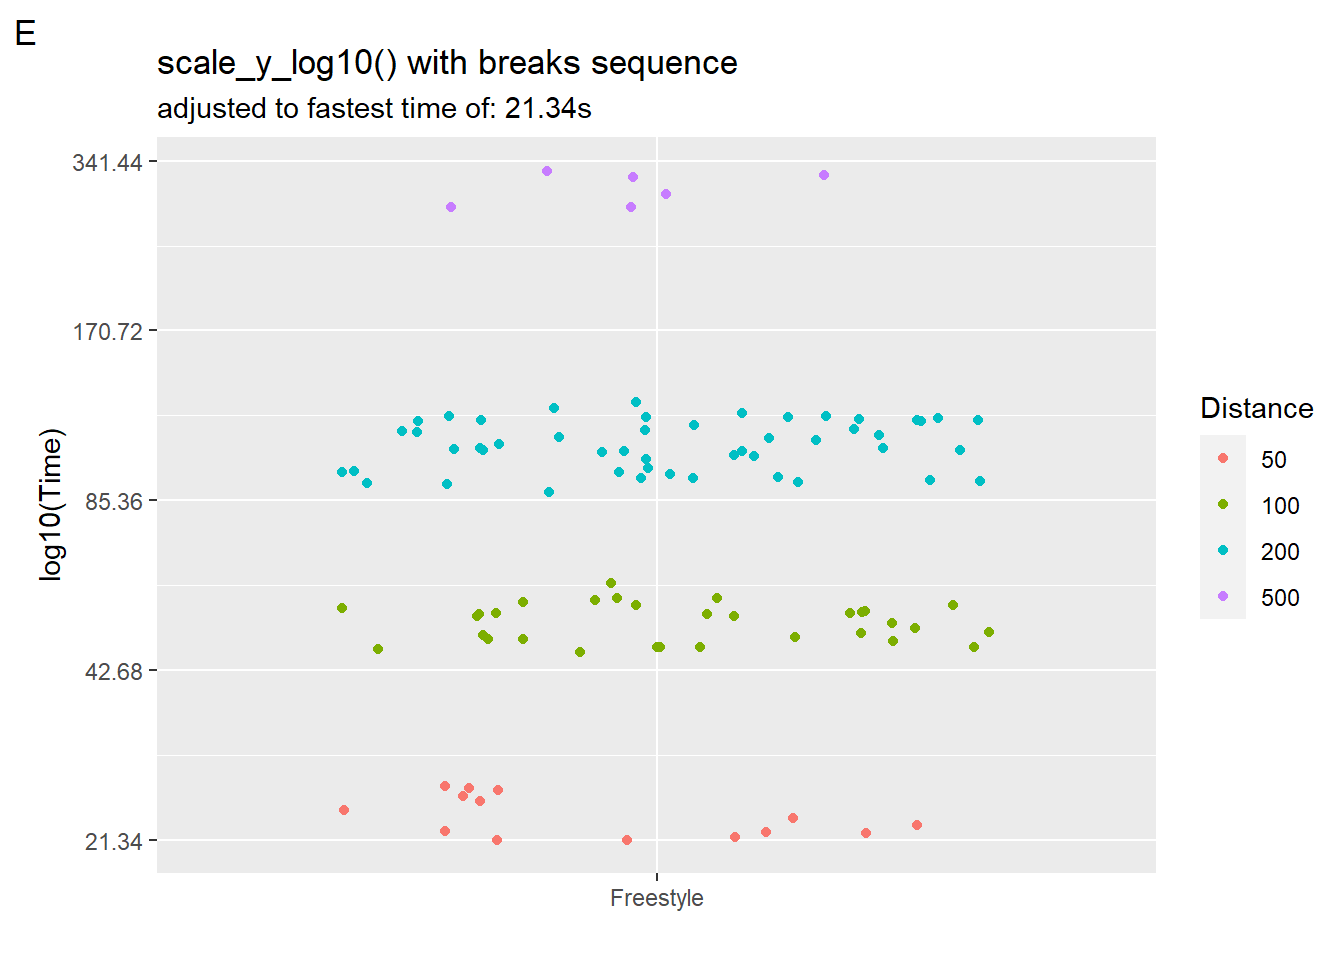 E
scale_y_log10() with breaks sequence
adjusted to fastest time of: 21.34s
341.44
170.72
85.36
42.68
21.34
log10(Time)
Freestyle
Distance
50
100
200
500